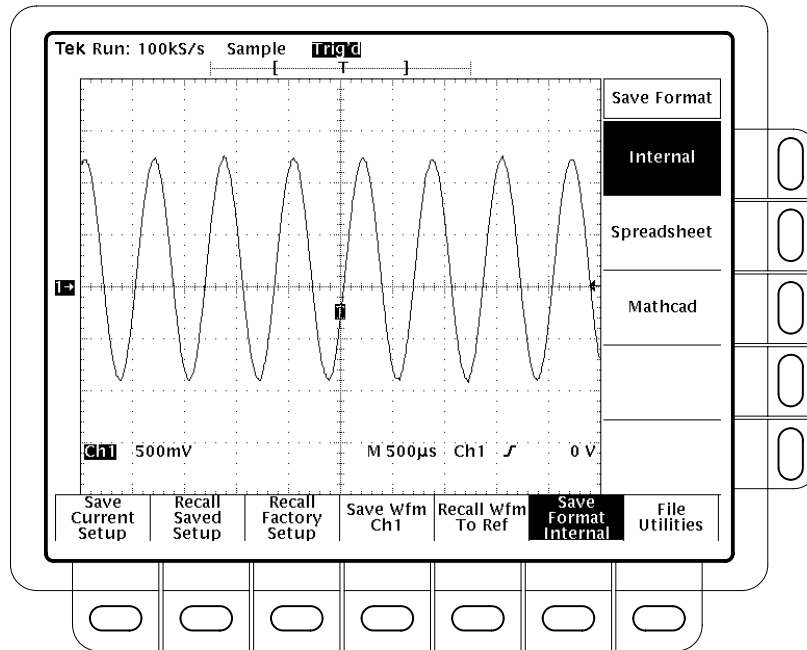 Tek Run: 100kS/s Sample Trig'd
[ T ]
Save Format
Internal
Spreadsheet
Mathcad
1→
Ch1 500mV M 500µs Ch1 0 V
Save Current Setup
Recall Saved Setup
Recall Factory Setup
Save Wfm Ch1
Recall Wfm To Ref
Save Format Internal
File Utilities